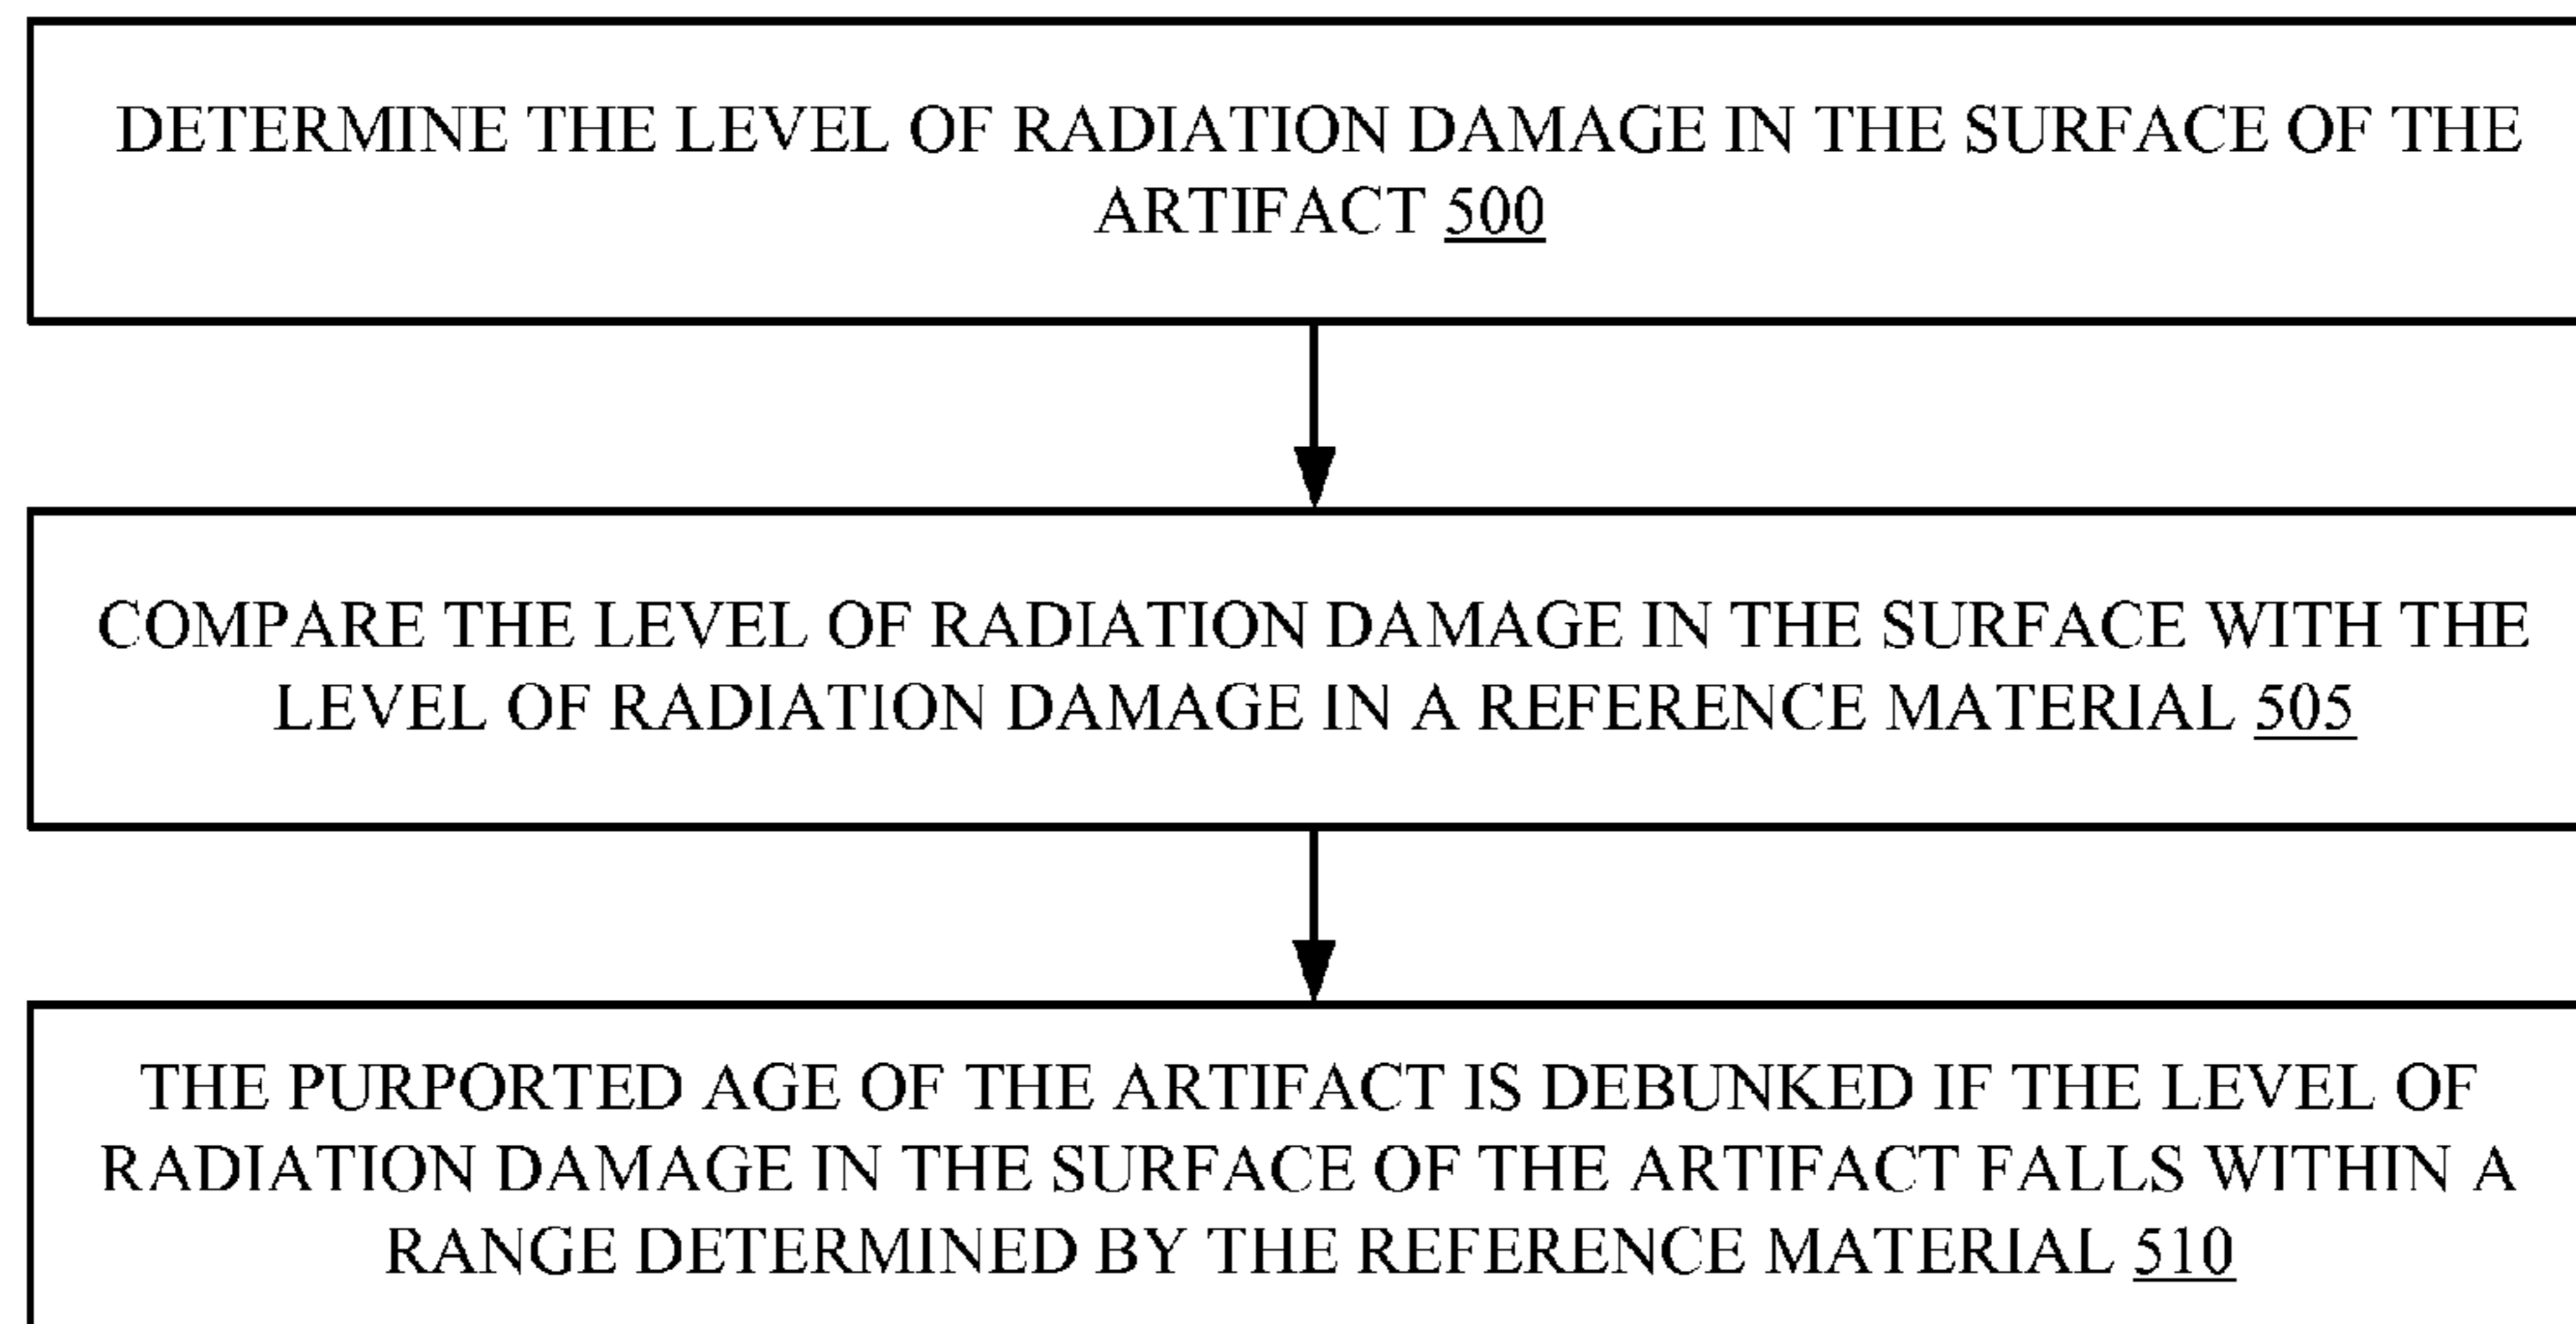 DETERMINE THE LEVEL OF RADIATION DAMAGE IN THE SURFACE OF THE
ARTIFACT 500
COMPARE THE LEVEL OF RADIATION DAMAGE IN THE SURFACE WITH THE
LEVEL OF RADIATION DAMAGE IN A REFERENCE MATERIAL 505
THE PURPORTED AGE OF THE ARTIFACT IS DEBUNKED IF THE LEVEL OF
RADIATION DAMAGE IN THE SURFACE OF THE ARTIFACT FALLS WITHIN A
RANGE DETERMINED BY THE REFERENCE MATERIAL 510